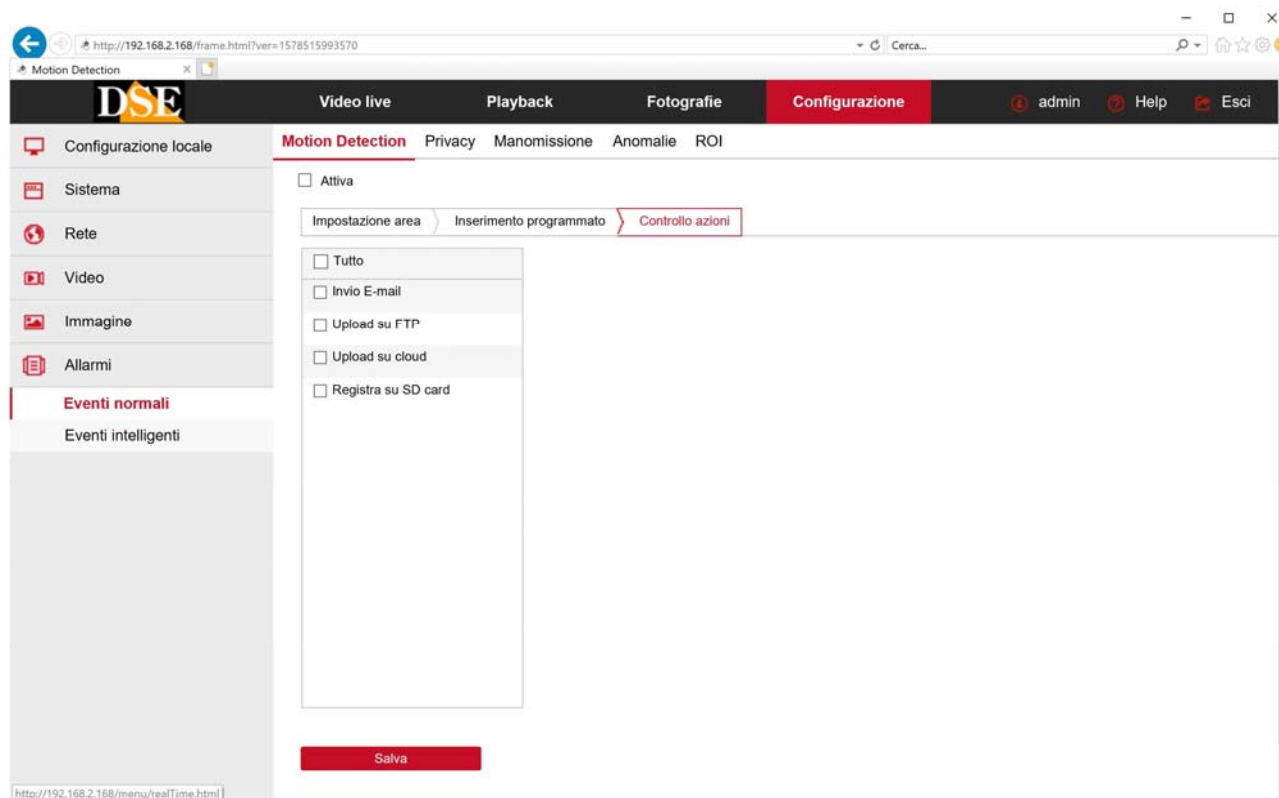 http://192.168.2.168/frame.html?ver=1578515993570
Cerca...
Motion Detection
DSE
Video live
Playback
Fotografie
Configurazione
admin
Help
Esci
Configurazione locale
Sistema
Rete
Video
Immagine
Allarmi
Eventi normali
Eventi intelligenti
Motion Detection
Privacy
Manomissione
Anomalie
ROI
Attiva
Impostazione area
Inserimento programmato
Controllo azioni
Tutto
Invio E-mail
Upload su FTP
Upload su cloud
Registra su SD card
Salva
http://192.168.2.168/menu/realTime.html